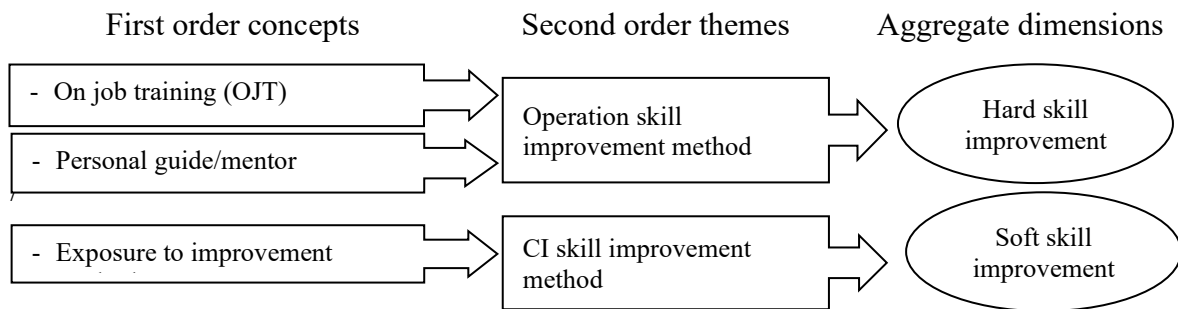 First order concepts
Second order themes
Aggregate dimensions
- On job training (OJT)
- Personal guide/mentor
Operation skill
improvement method
Hard skill
improvement
- Exposure to improvement
CI skill improvement
method
Soft skill
improvement